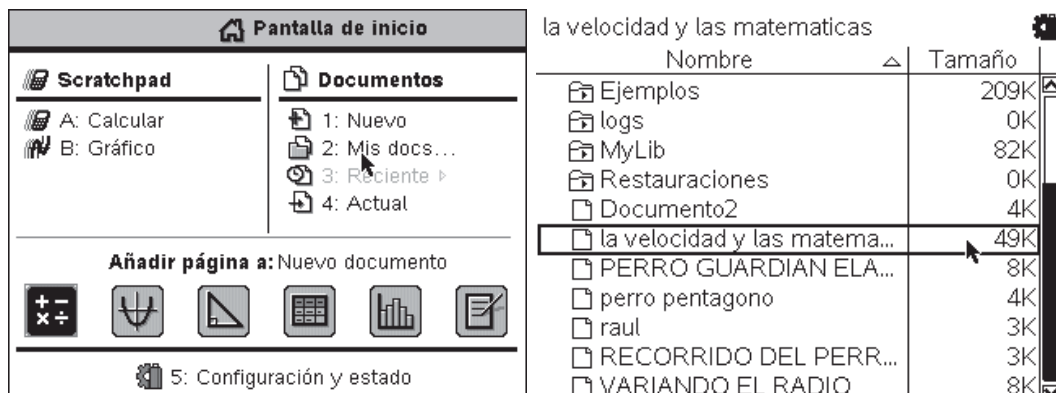 Pantalla de inicio
Scratchpad
A: Calcular
B: Gráfico
Documentos
1: Nuevo
2: Mis docs...
3: Reciente
4: Actual
Añadir página a: Nuevo documento
5: Configuración y estado
la velocidad y las matematicas
Nombre Tamaño
Ejemplos 209K
logs 0K
MyLib 82K
Restauraciones 0K
Documento2 4K
la velocidad y las matema... 49K
PERRO GUARDIAN ELA... 8K
perro pentagono 4K
raul 3K
RECORRIDO DEL PERR... 3K
VARIANDO EL RADIO 8K